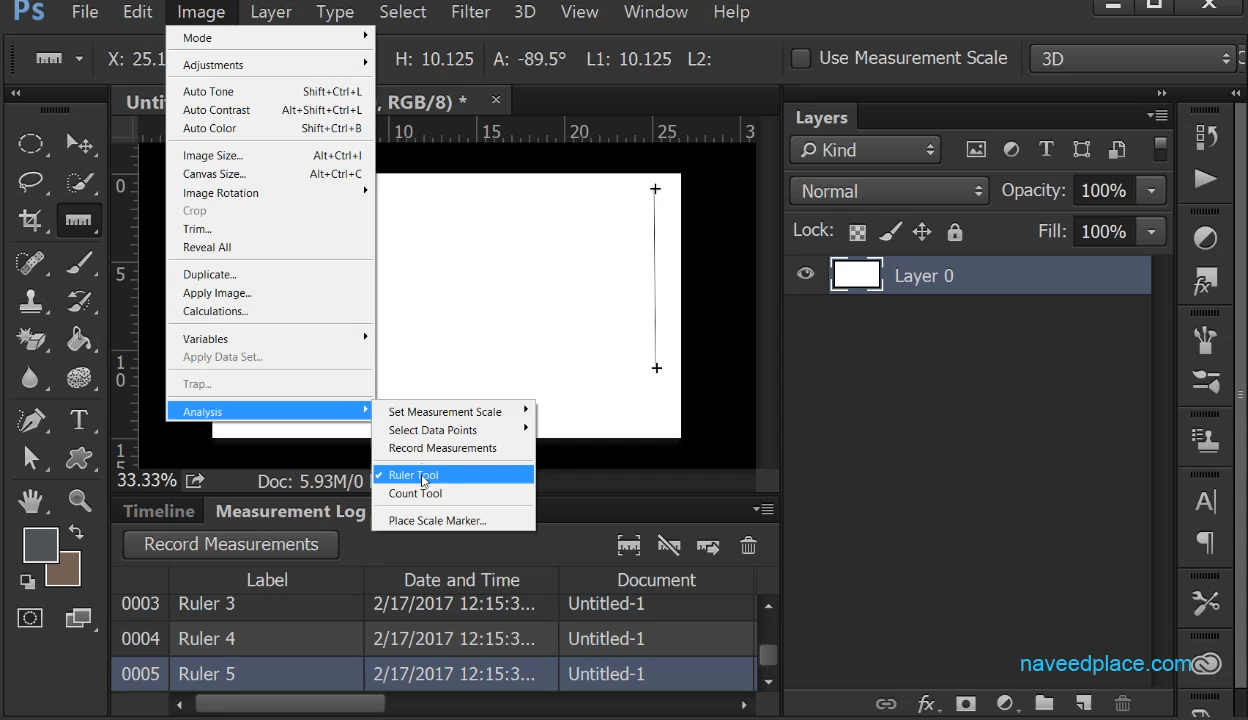 Ps File Edit Image Layer Type Select Filter 3D View Window Help
X: 25.1 H: 10.125 A: -89.5° L1: 10.125 L2: Use Measurement Scale 3D
Mode
Adjustments
Auto Tone Shift+Ctrl+L
Auto Contrast Alt+Shift+Ctrl+L
Auto Color Shift+Ctrl+B
Image Size... Alt+Ctrl+I
Canvas Size... Alt+Ctrl+C
Image Rotation
Crop
Trim...
Reveal All
Duplicate...
Apply Image...
Calculations...
Variables
Apply Data Set...
Trap...
Analysis
Set Measurement Scale
Select Data Points
Record Measurements
Ruler Tool
Count Tool
Place Scale Marker...
RGB/8) * ×
10 15 20 25 3
0
5
10
15
33.33% Doc: 5.93M/0
Timeline Measurement Log
Record Measurements
Label Date and Time Document
0003 Ruler 3 2/17/2017 12:15:3... Untitled-1
0004 Ruler 4 2/17/2017 12:15:3... Untitled-1
0005 Ruler 5 2/17/2017 12:15:3... Untitled-1
Layers
Kind
Normal Opacity: 100%
Lock: Fill: 100%
Layer 0
naveedplace.com